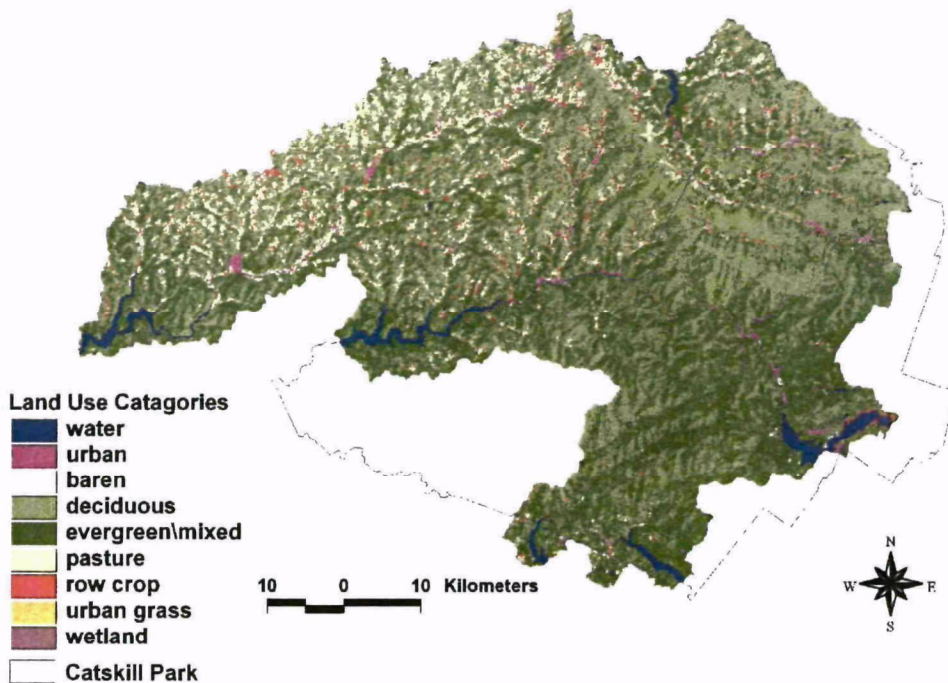 Land Use Catagories
water
urban
baren
deciduous
evergreen\mixed
pasture
row crop
urban grass
wetland
Catskill Park
10 0 10 Kilometers
N
W E
S